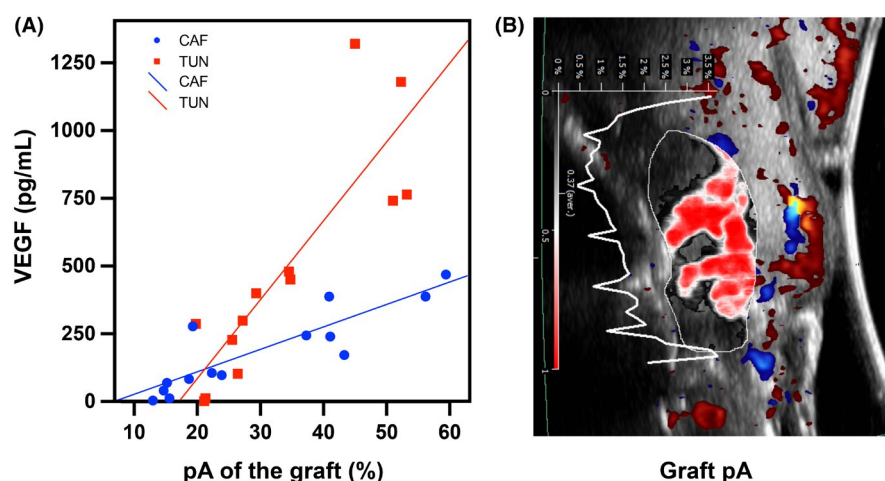 (A)
CAF
TUN
CAF
TUN
VEGF (pg/mL)
1250
1000
750
500
250
0
10 20 30 40 50 60
pA of the graft (%)
(B)
0 %
0.5 %
1 %
1.5 %
2 %
2.5 %
3 %
3.5 %
0
0.37 (aver.)
0.5
1
Graft pA